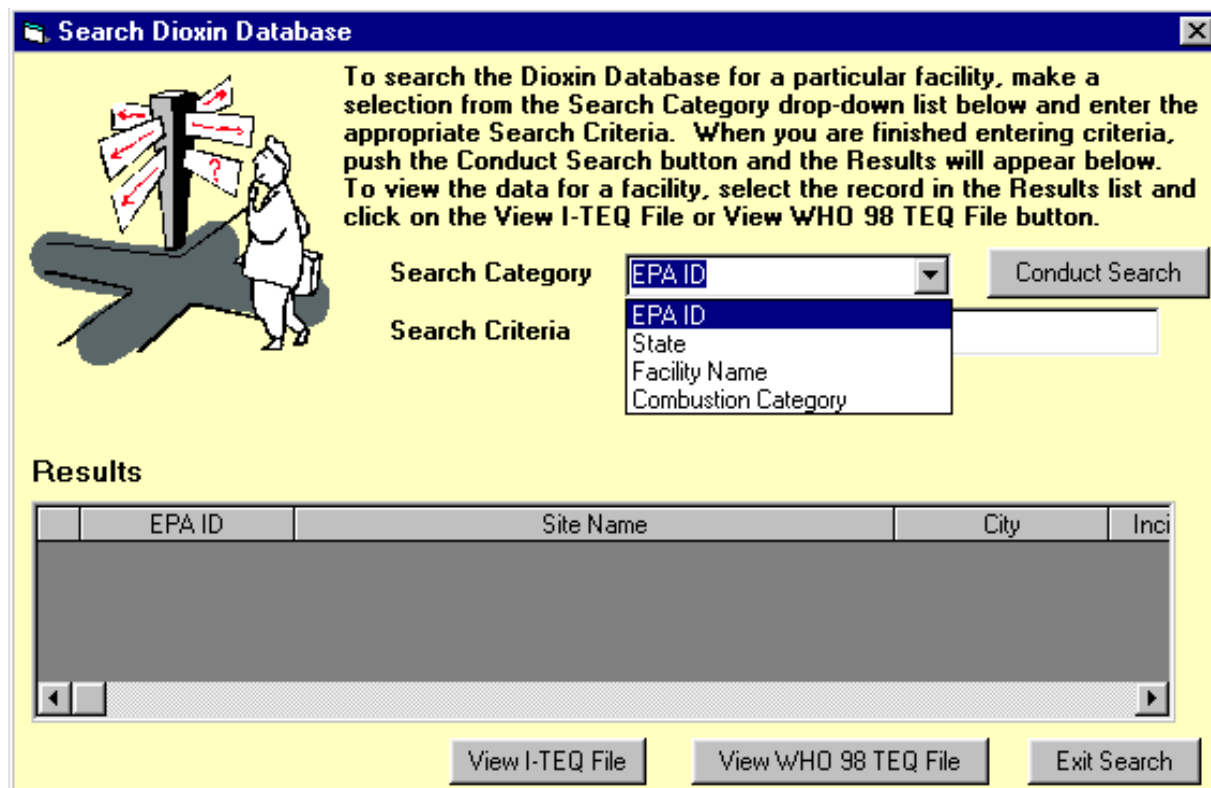 Search Dioxin Database
To search the Dioxin Database for a particular facility, make a
selection from the Search Category drop-down list below and enter the
appropriate Search Criteria.  When you are finished entering criteria,
push the Conduct Search button and the Results will appear below.
To view the data for a facility, select the record in the Results list and
click on the View I-TEQ File or View WHO 98 TEQ File button.
?
Search Category EPA ID Conduct Search
EPA ID
Search Criteria
State
Facility Name
Combustion Category
Results
EPA ID Site Name City Inci
View I-TEQ File View WHO 98 TEQ File Exit Search